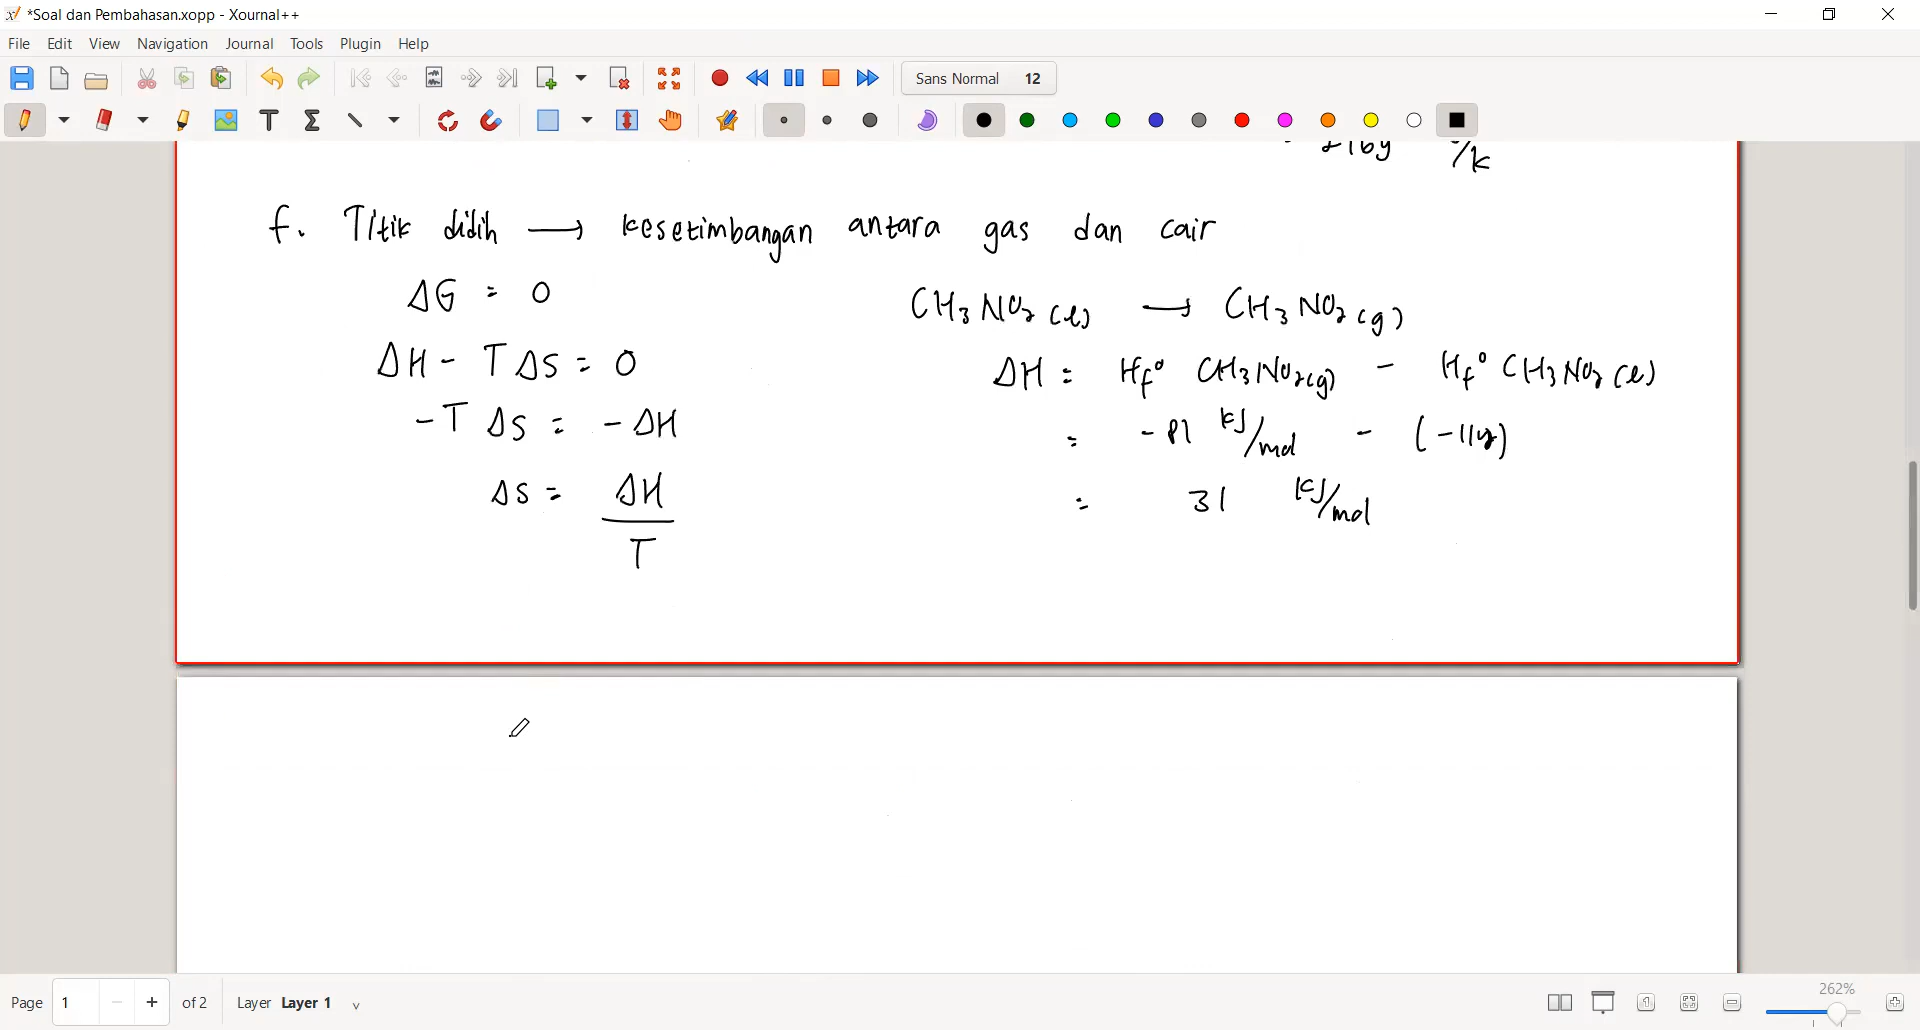 *Soal dan Pembahasan.xopp - Xournal++
File Edit View Navigation Journal Tools Plugin Help
Sans Normal 12
J/K
f. Titik didih → kesetimbangan antara gas dan cair
ΔG = 0
CH₃NO₂ (l) → CH₃NO₂ (g)
ΔH - TΔS = 0
ΔH = Hf° CH₃NO₂(g) - Hf° CH₃NO₂ (l)
-T ΔS = -ΔH
= -81 kJ/mol - (-112)
ΔS = ΔH/T
= 31 kJ/mol
Page 1 of 2 Layer Layer 1 262%